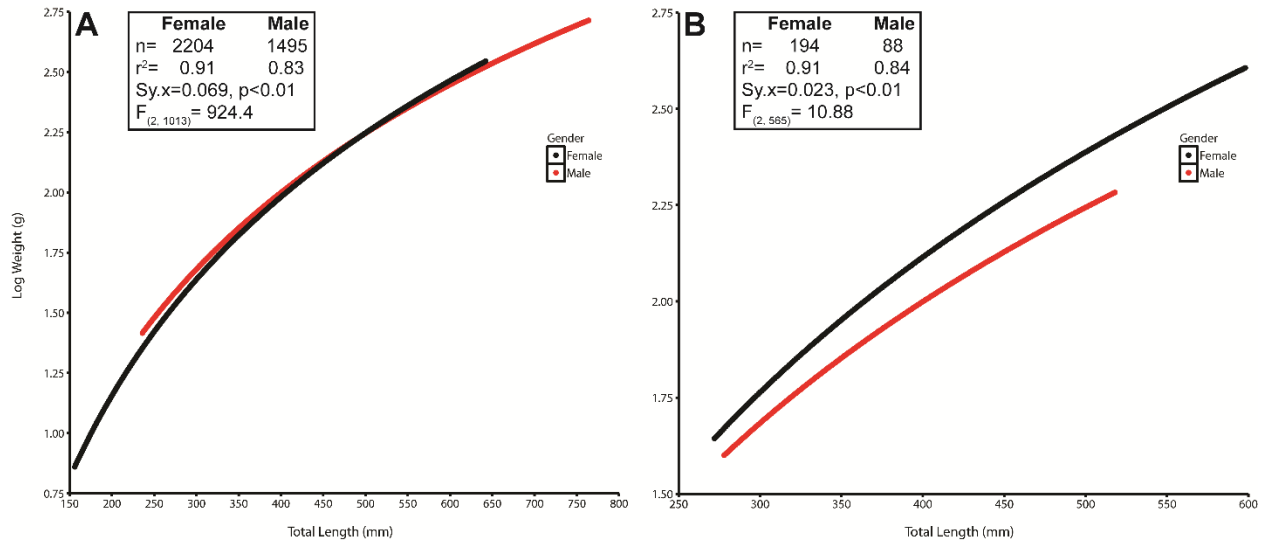 A
Female Male
n= 2204 1495
r²= 0.91 0.83
Sy.x=0.069, p<0.01
F(2, 1013)= 924.4
Gender
Female
Male
2.75
2.50
2.25
2.00
1.75
1.50
1.25
1.00
0.75
Log Weight (g)
150 200 250 300 350 400 450 500 550 600 650 700 750 800
Total Length (mm)
B
Female Male
n= 194 88
r²= 0.91 0.84
Sy.x=0.023, p<0.01
F(2, 565)= 10.88
Gender
Female
Male
2.75
2.50
2.25
2.00
1.75
1.50
250 300 350 400 450 500 550 600
Total Length (mm)